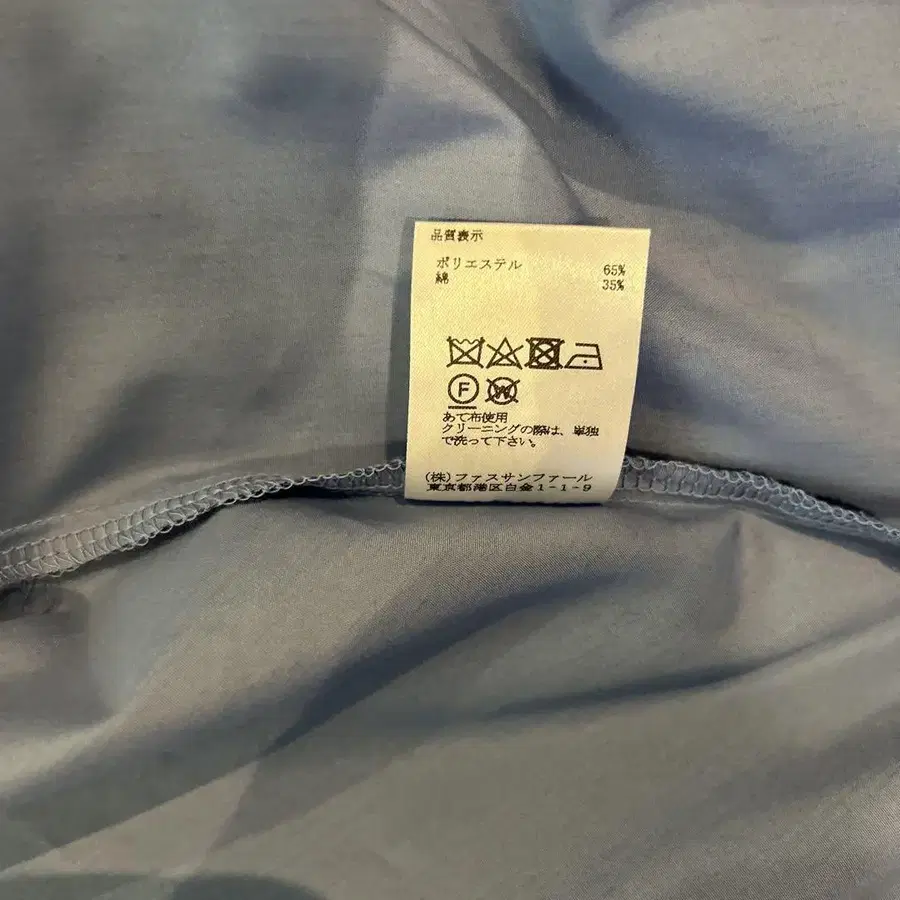 品質表示
ポリエステル 65%
綿 35%
F W
あて布使用
クリーニングの際は、単独
で洗って下さい。
(株)ファスサンファール
東京都港区白金1-1-9